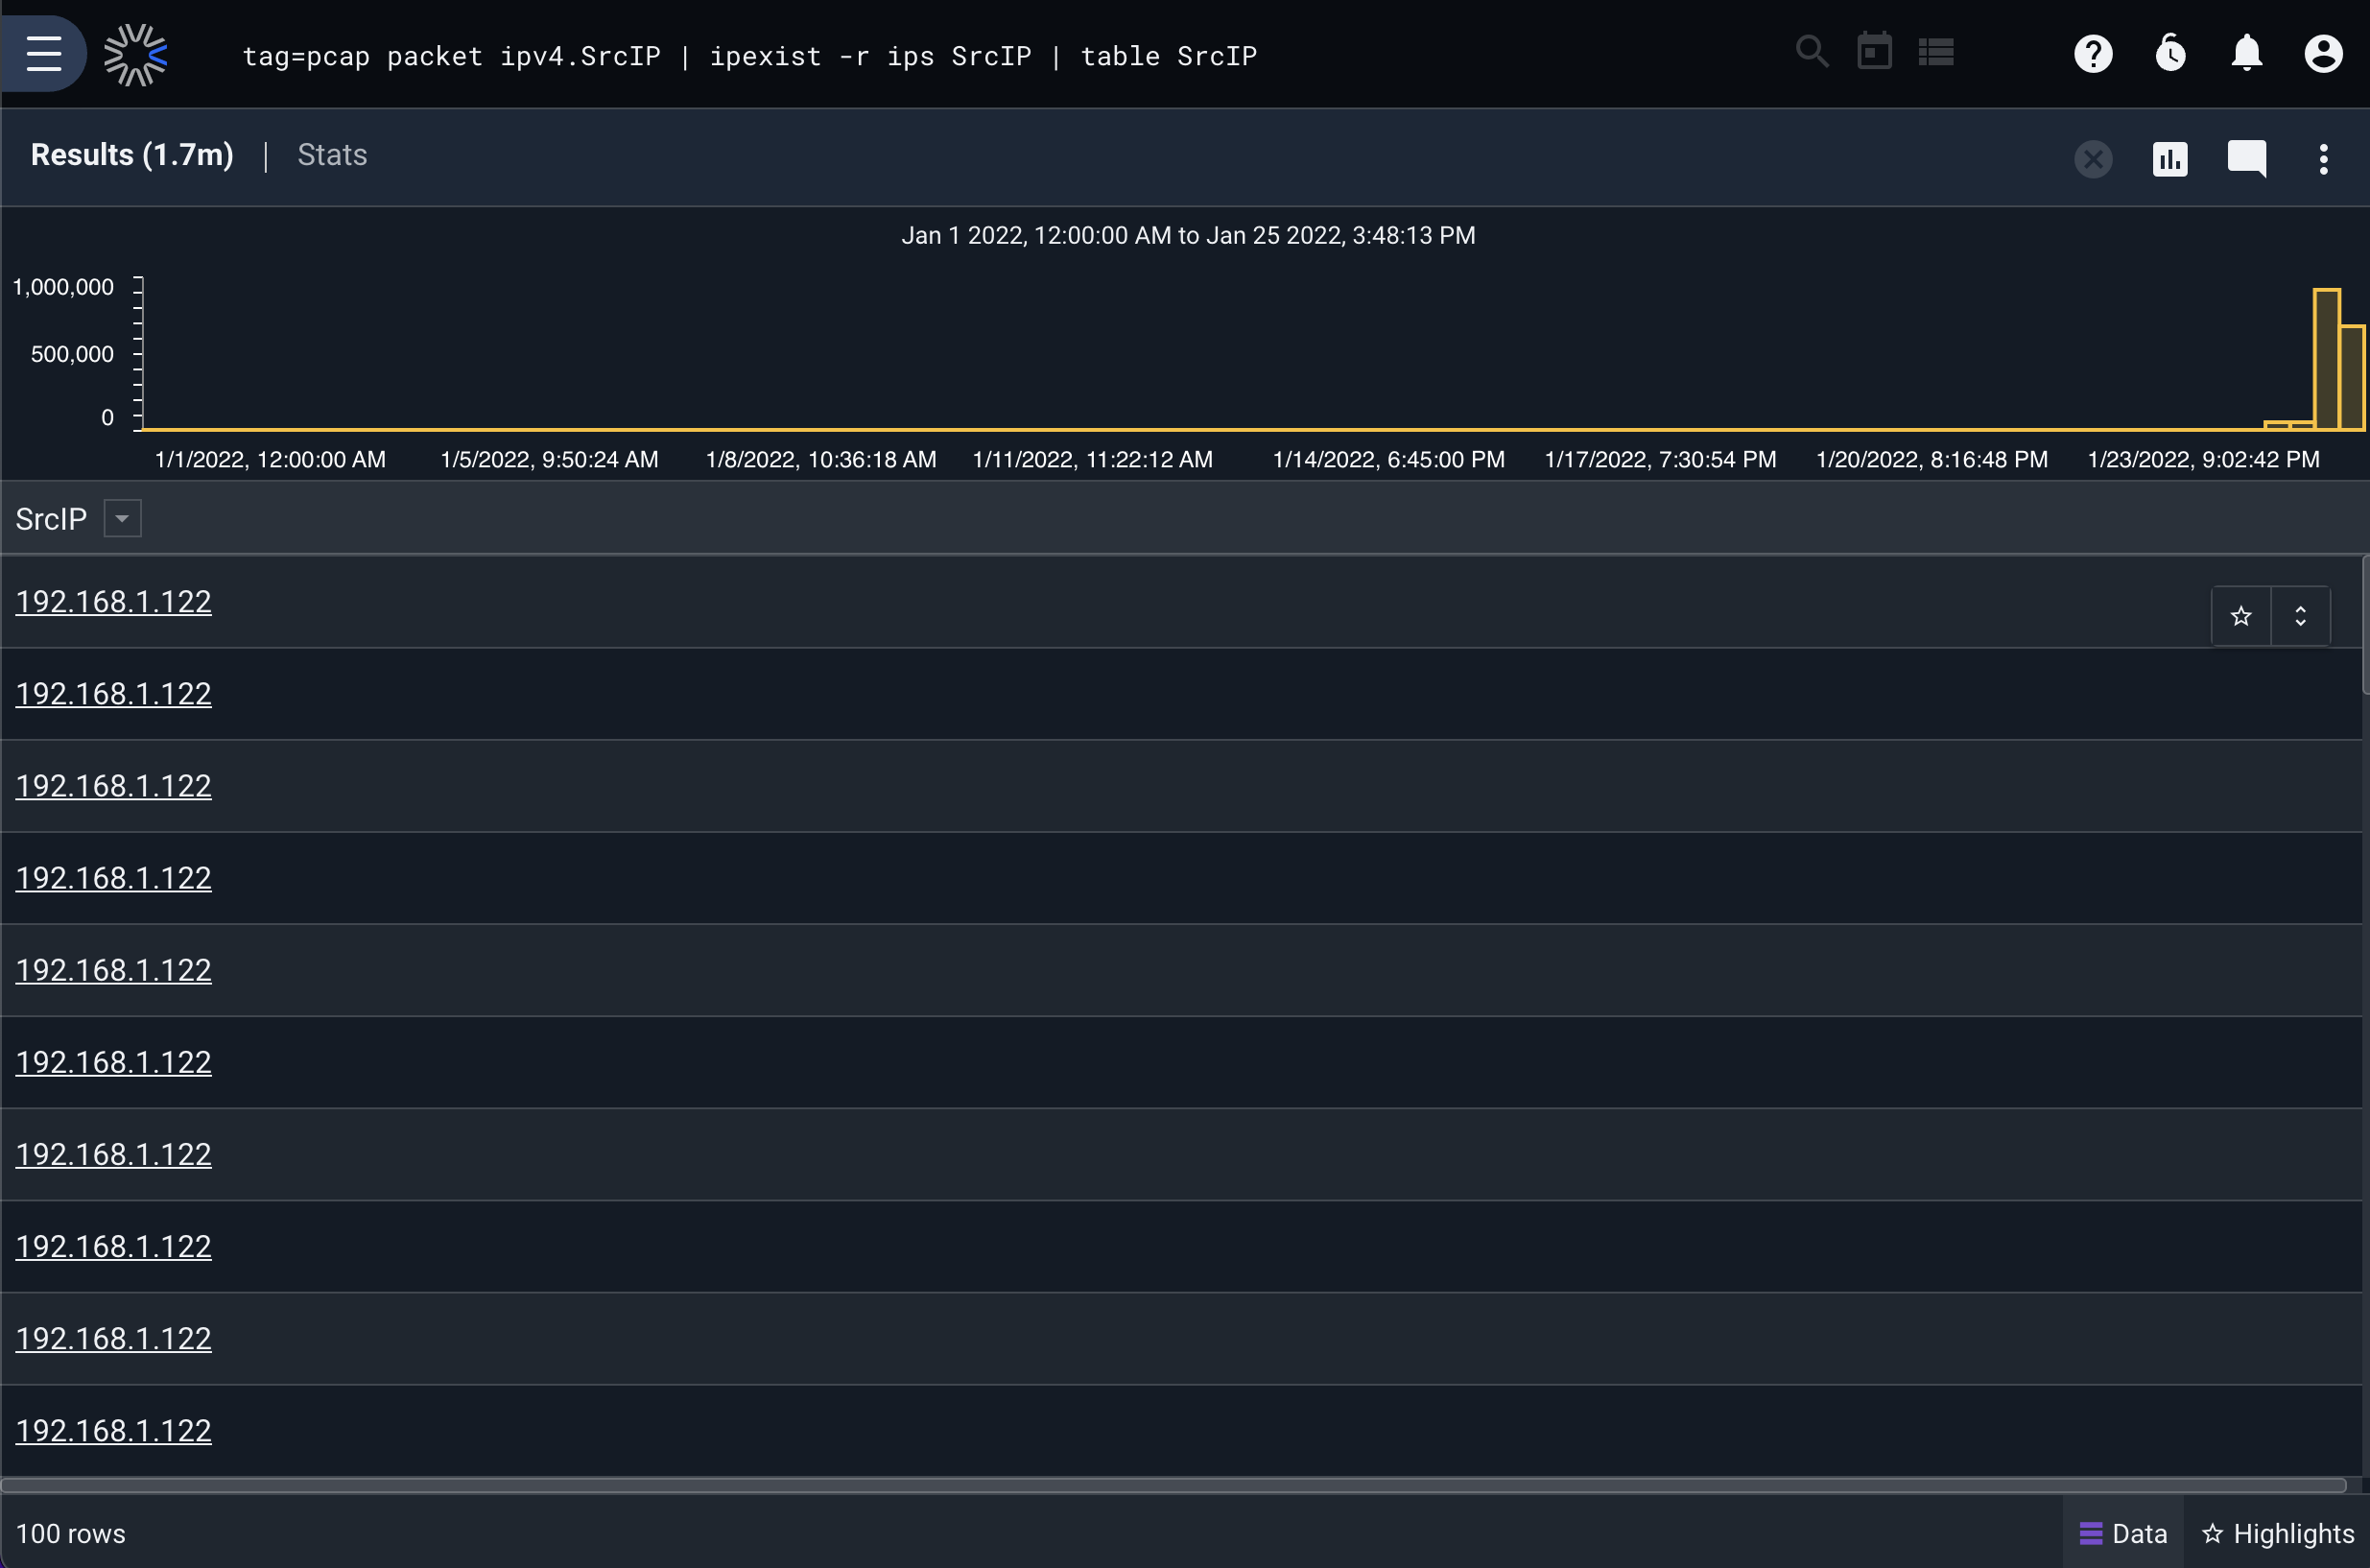 tag=pcap packet ipv4.SrcIP | ipexist -r ips SrcIP | table SrcIP
Results (1.7m) | Stats
Jan 1 2022, 12:00:00 AM to Jan 25 2022, 3:48:13 PM
1,000,000
500,000
0
1/1/2022, 12:00:00 AM 1/5/2022, 9:50:24 AM 1/8/2022, 10:36:18 AM 1/11/2022, 11:22:12 AM 1/14/2022, 6:45:00 PM 1/17/2022, 7:30:54 PM 1/20/2022, 8:16:48 PM 1/23/2022, 9:02:42 PM
SrcIP
192.168.1.122
192.168.1.122
192.168.1.122
192.168.1.122
192.168.1.122
192.168.1.122
192.168.1.122
192.168.1.122
192.168.1.122
192.168.1.122
100 rows Data Highlights